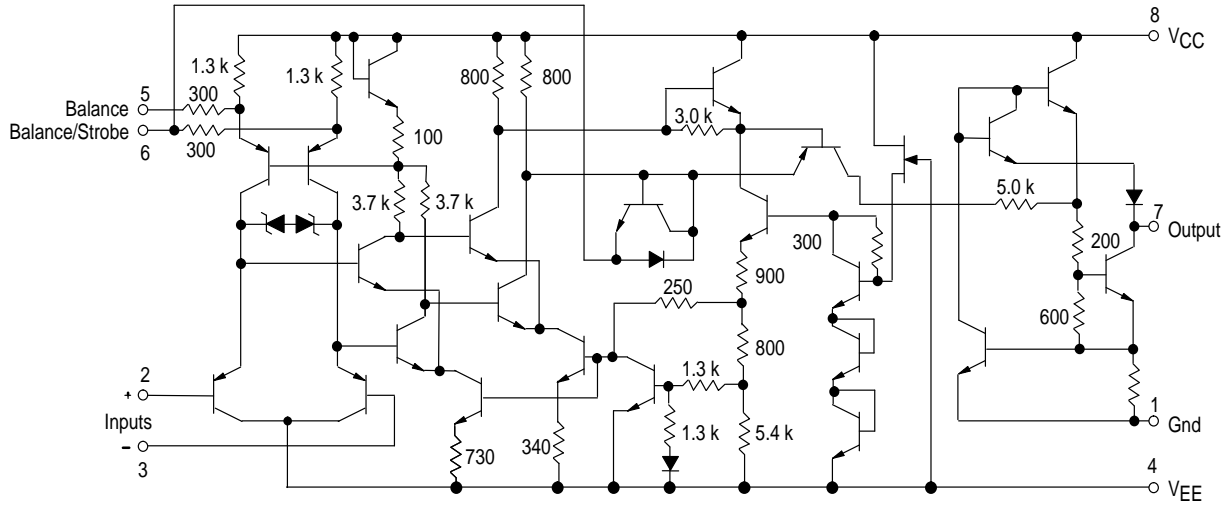 8
VCC
1.3 k
1.3 k
800
800
Balance
5
300
Balance/Strobe
6
300
100
3.0 k
3.7 k
3.7 k
5.0 k
7
Output
300
200
900
250
600
800
2
+
Inputs
–
3
1.3 k
1.3 k
5.4 k
340
730
1
Gnd
4
VEE